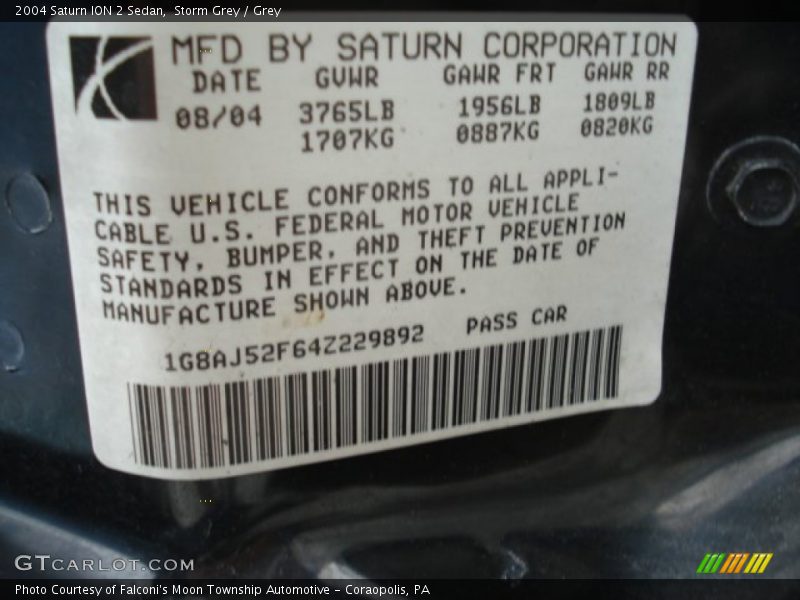 2004 Saturn ION 2 Sedan, Storm Grey / Grey
MFD BY SATURN CORPORATION
DATE GVWR GAWR FRT GAWR RR
08/04 3765LB 1956LB 1809LB
1707KG 0887KG 0820KG
THIS VEHICLE CONFORMS TO ALL APPLI-
CABLE U.S. FEDERAL MOTOR VEHICLE
SAFETY, BUMPER, AND THEFT PREVENTION
STANDARDS IN EFFECT ON THE DATE OF
MANUFACTURE SHOWN ABOVE.
1G8AJ52F64Z229892 PASS CAR
GTCARLOT.COM
Photo Courtesy of Falconi's Moon Township Automotive - Coraopolis, PA